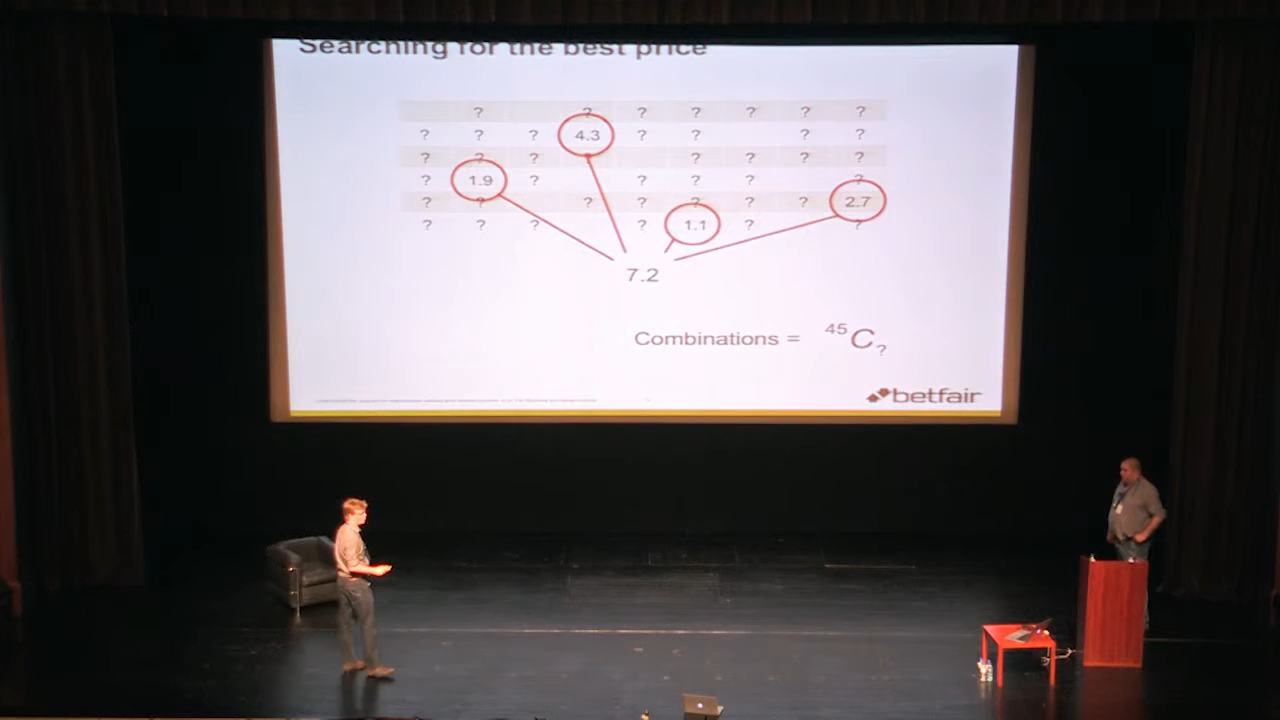 Searching for the best price
? ? ? ? ? ? ?
? ? ? 4.3 ? ? ? ?
? ? ? ? ? ? ?
? 1.9 ? ? ? ? ?
? ? ? ? ? ? ? 2.7
? ? ? ? 1.1 ? ?
7.2
Combinations = ⁴⁵C?
betfair